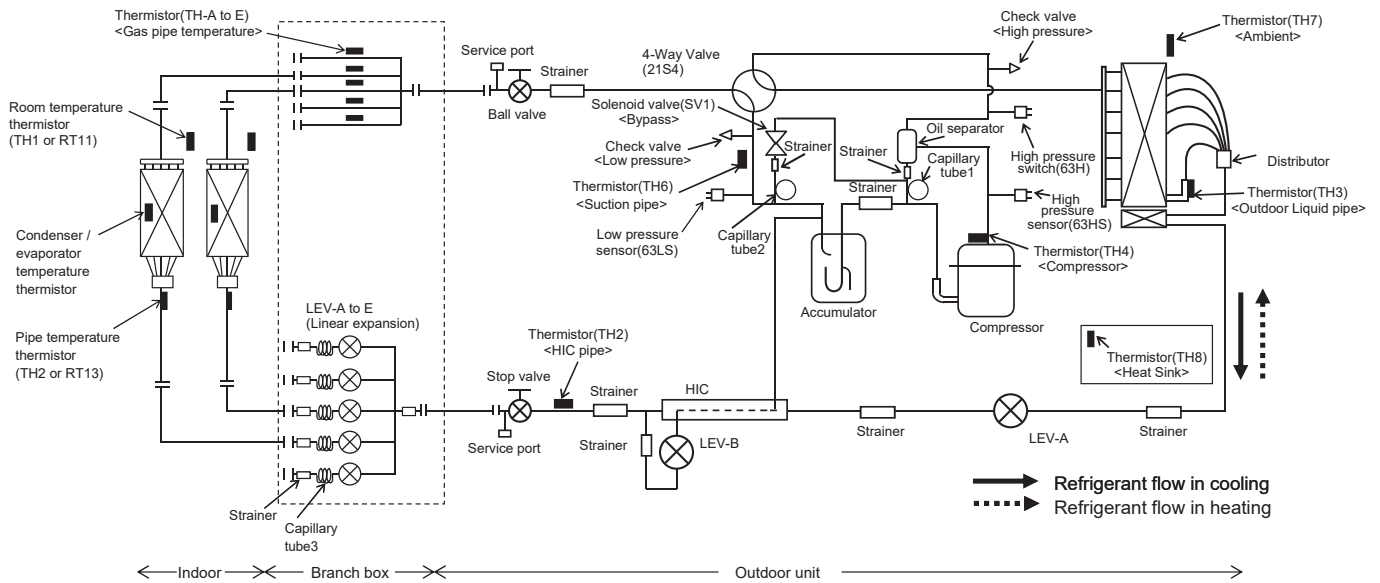 Thermistor(TH-A to E)
<Gas pipe temperature>
Service port
Strainer
Ball valve
4-Way Valve
(21S4)
Solenoid valve(SV1)
<Bypass>
Check valve
<High pressure>
Thermistor(TH7)
<Ambient>
Room temperature
thermistor
(TH1 or RT11)
Check valve
<Low pressure>
Strainer
Strainer
Oil separator
Capillary
tube1
High pressure
switch(63H)
Distributor
Thermistor(TH6)
<Suction pipe>
Strainer
High
pressure
sensor(63HS)
Thermistor(TH3)
<Outdoor Liquid pipe>
Low pressure
sensor(63LS)
Capillary
tube2
Thermistor(TH4)
<Compressor>
Condenser /
evaporator
temperature
thermistor
Accumulator
Compressor
LEV-A to E
(Linear expansion)
Thermistor(TH2)
<HIC pipe>
Pipe temperature
thermistor
(TH2 or RT13)
Thermistor(TH8)
<Heat Sink>
Stop valve
Strainer
HIC
Service port
Strainer
LEV-B
Strainer
LEV-A
Strainer
Refrigerant flow in cooling
Refrigerant flow in heating
Strainer
Capillary
tube3
Indoor
Branch box
Outdoor unit